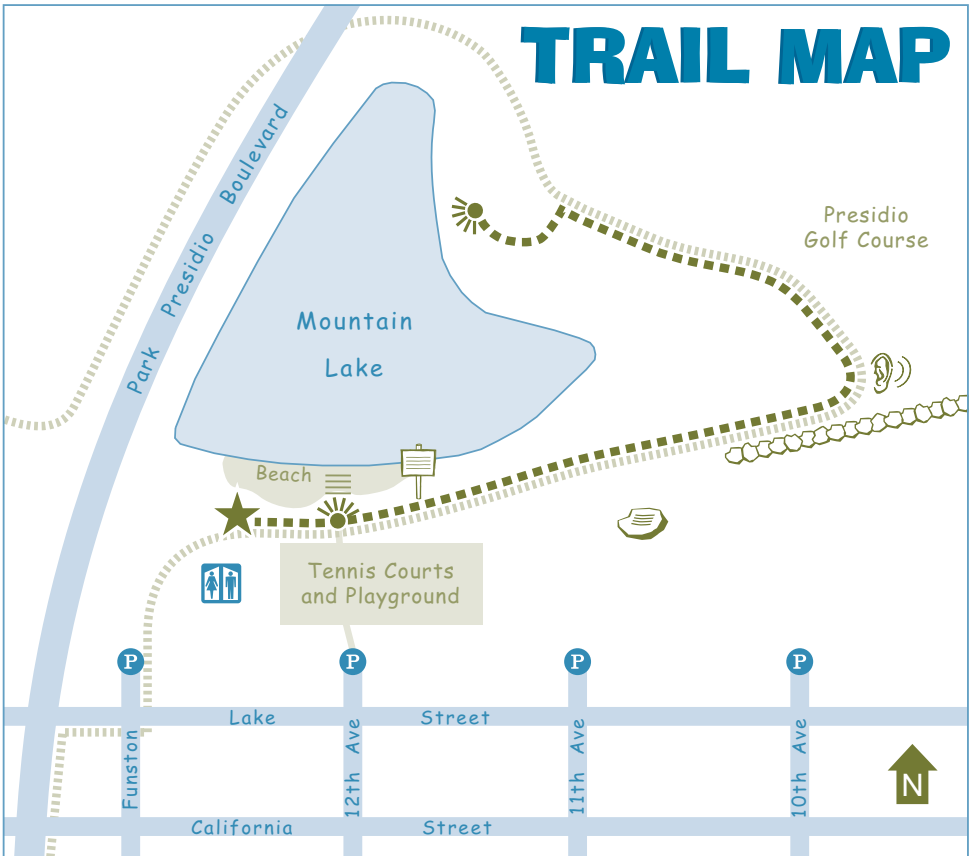 TRAIL MAP
Park Presidio Boulevard
Presidio
Golf Course
Mountain
Lake
Beach
Tennis Courts
and Playground
P
P
P
P
Lake Street
Funston
12th Ave
11th Ave
10th Ave
N
California Street